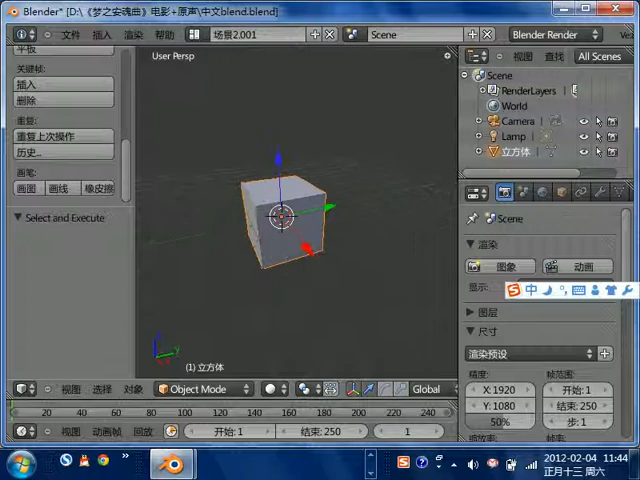 Blender* [D:\《梦之安魂曲》电影+原声\中文blend.blend]
文件 插入 渲染 场景2.001 Scene Blender Render
平板
关键帧:
插入
删除
重复:
重复上次操作
历史...
画笔:
画图 画线 橡皮擦
Select and Execute
User Persp
(1) 立方体
视图 查找 All Scenes
Scene
RenderLayers
World
Camera
Lamp
立方体
Scene
渲染
图象 动画
显示:
中
图层
尺寸
渲染预设
精度: 帧范围:
X:1920 开始:1
Y:1080 结束:250
50% 步:1
视图 选择 对象 Object Mode Global
20 40 60 80 100 120 140 160 180 200 220 240
视图 动画帧 回放 开始:1 结束:250 1
2012-02-04 11:44
正月十三 周六